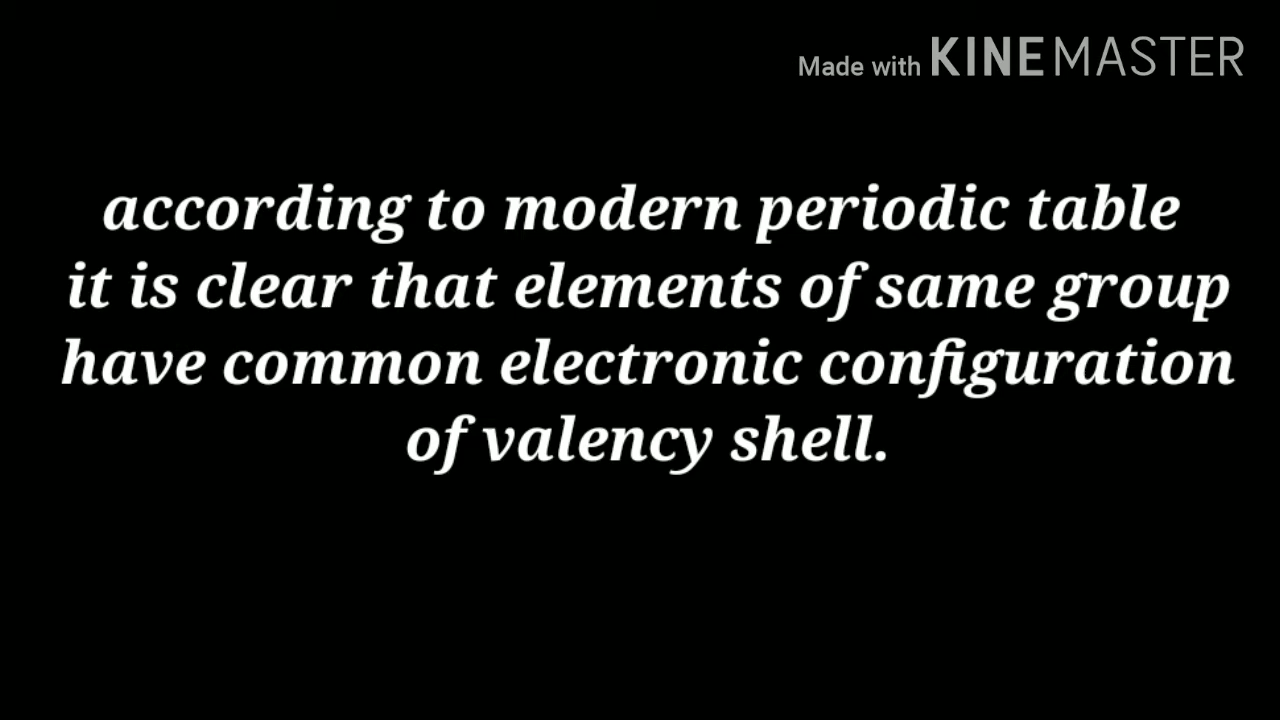 Made with KINEMASTER
according to modern periodic table
it is clear that elements of same group
have common electronic configuration
of valency shell.